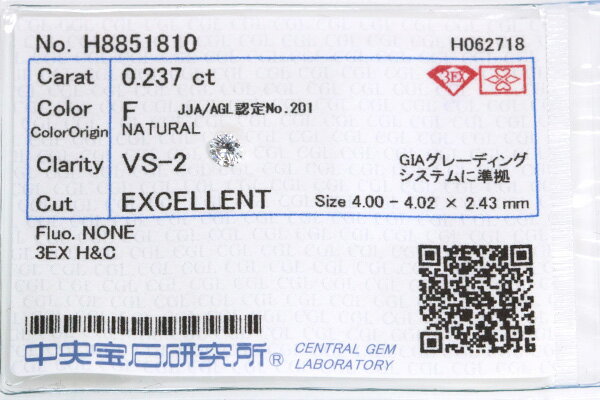 No. H8851810 H062718
Carat 0.237 ct 3EX
Color F JJA/AGL認定No.201
ColorOrigin NATURAL
Clarity VS-2 GIAグレーディング
システムに準拠
Cut EXCELLENT Size 4.00 - 4.02 × 2.43 mm
Fluo. NONE
3EX H&C
中央宝石研究所® CENTRAL GEM
LABORATORY